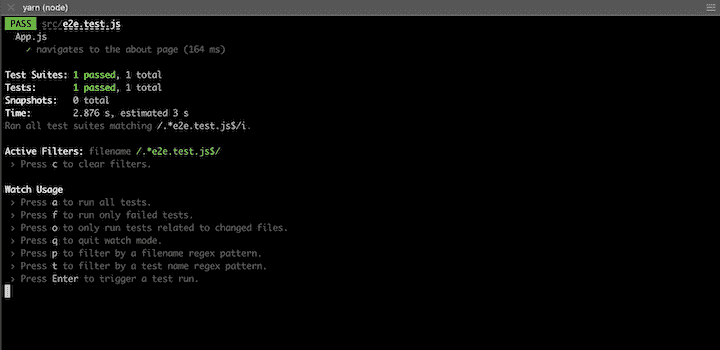 yarn (node)
PASS src/e2e.test.js
App.js
✓ navigates to the about page (164 ms)
Test Suites: 1 passed, 1 total
Tests: 1 passed, 1 total
Snapshots: 0 total
Time: 2.876 s, estimated 3 s
Ran all test suites matching /.*e2e.test.js$/i.
Active Filters: filename /.*e2e.test.js$/
› Press c to clear filters.
Watch Usage
› Press a to run all tests.
› Press f to run only failed tests.
› Press o to only run tests related to changed files.
› Press q to quit watch mode.
› Press p to filter by a filename regex pattern.
› Press t to filter by a test name regex pattern.
› Press Enter to trigger a test run.